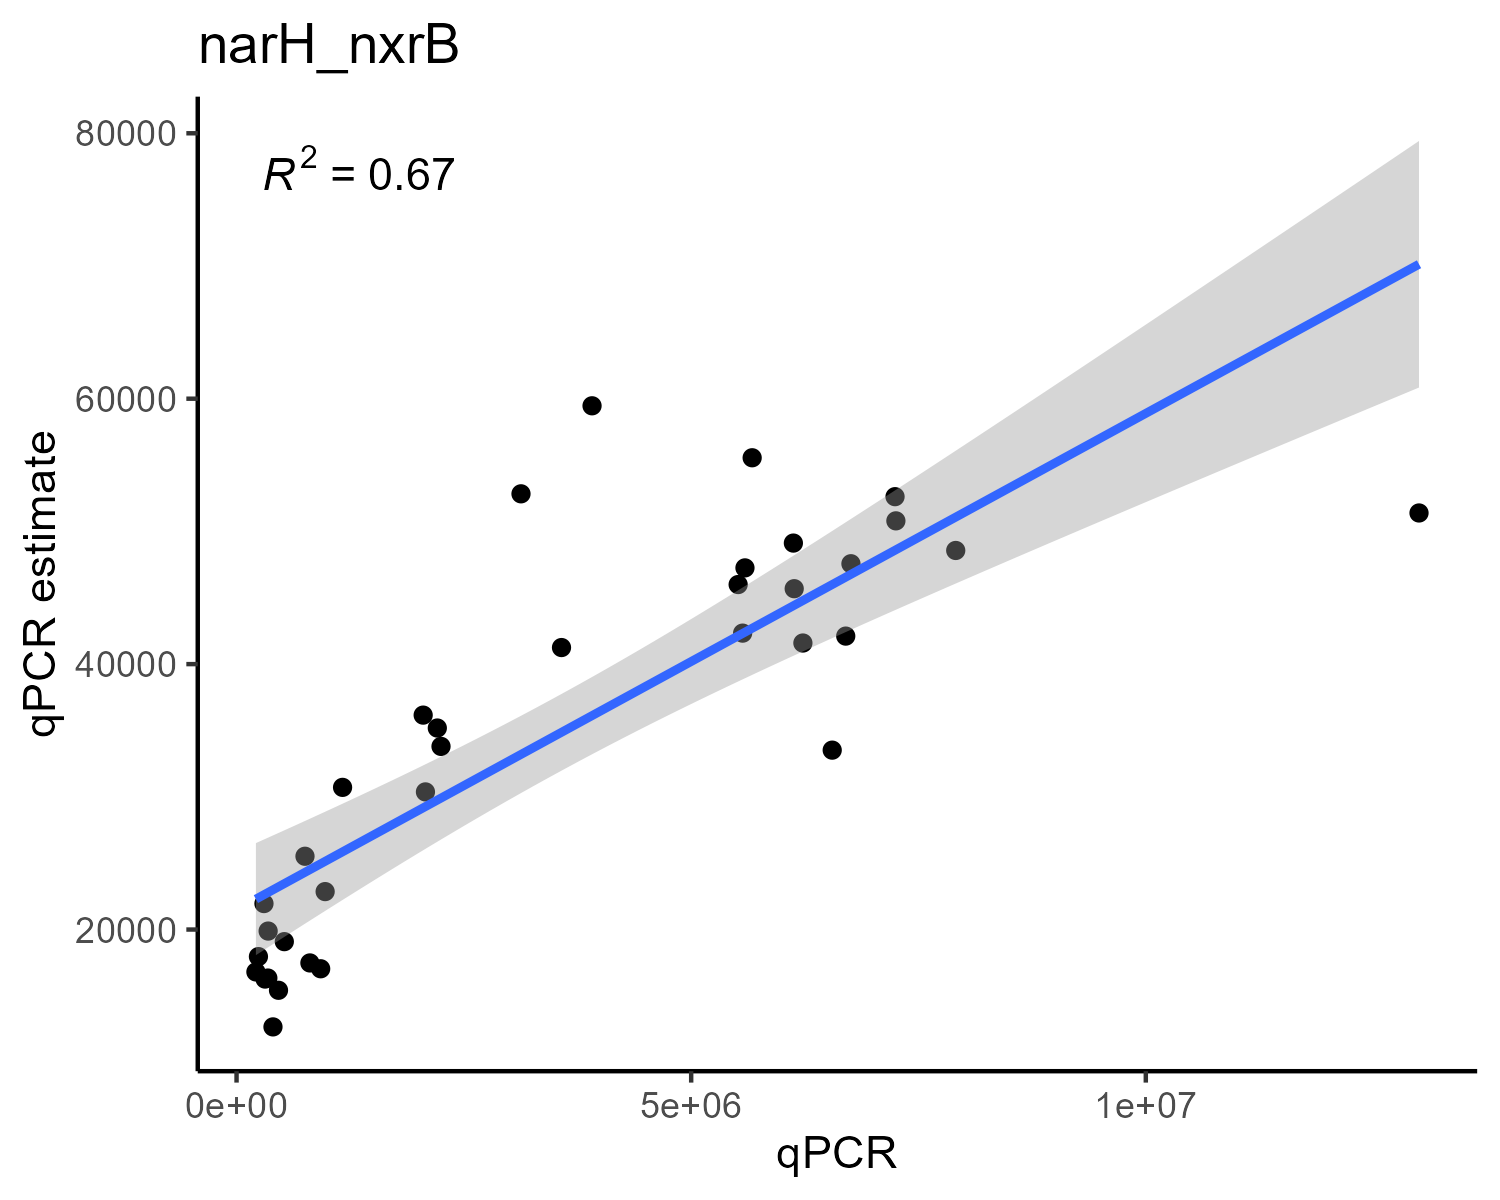 narH_nxrB
R² = 0.67
80000
60000
40000
20000
qPCR estimate
0e+00 5e+06 1e+07
qPCR